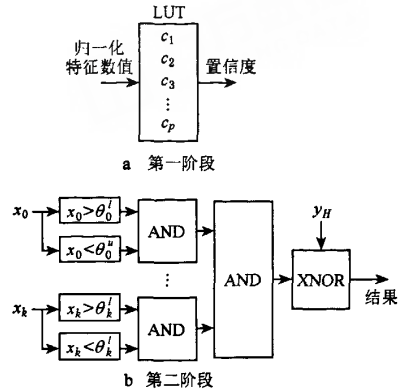 LUT
归一化
特征数值
c₁
c₂
c₃
⋮
cₚ
置信度
a 第一阶段
x₀
x₀>θ₀ˡ
x₀<θ₀ᵘ
AND
⋮
xₖ
xₖ>θₖˡ
xₖ<θₖˡ
AND
AND
y_H
XNOR
结果
b 第二阶段